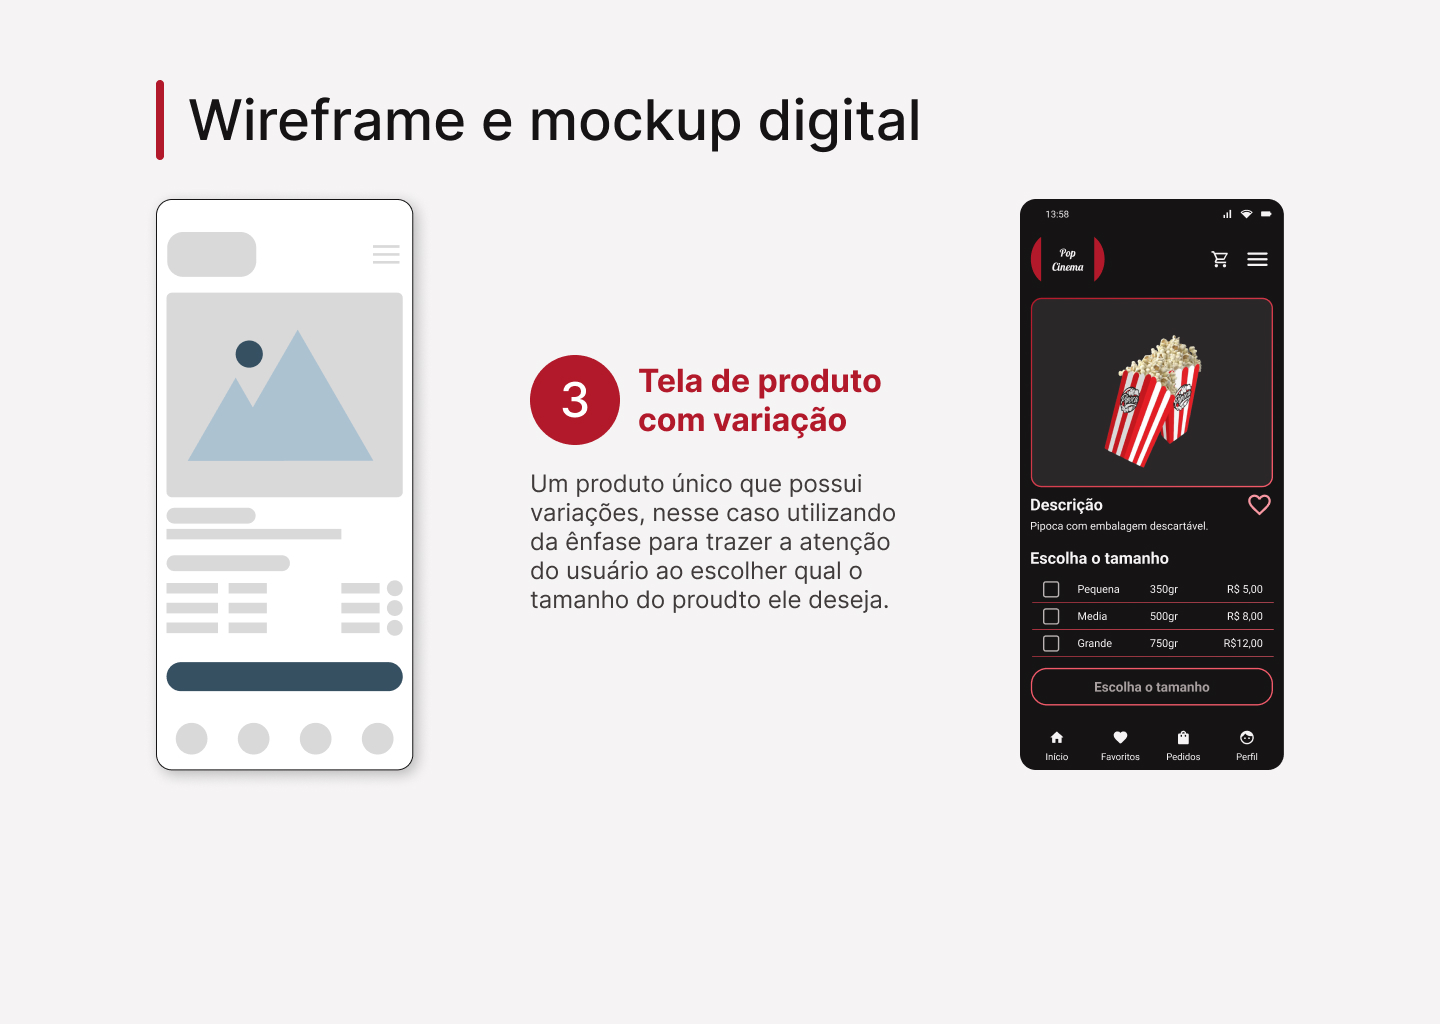 Wireframe e mockup digital
3
Tela de produto
com variação
Um produto único que possui
variações, nesse caso utilizando
da ênfase para trazer a atenção
do usuário ao escolher qual o
tamanho do proudto ele deseja.
13:58
Pop
Cinema
Descrição
Pipoca com embalagem descartável.
Escolha o tamanho
Pequena 350gr R$ 5,00
Media 500gr R$ 8,00
Grande 750gr R$12,00
Escolha o tamanho
Início Favoritos Pedidos Perfil